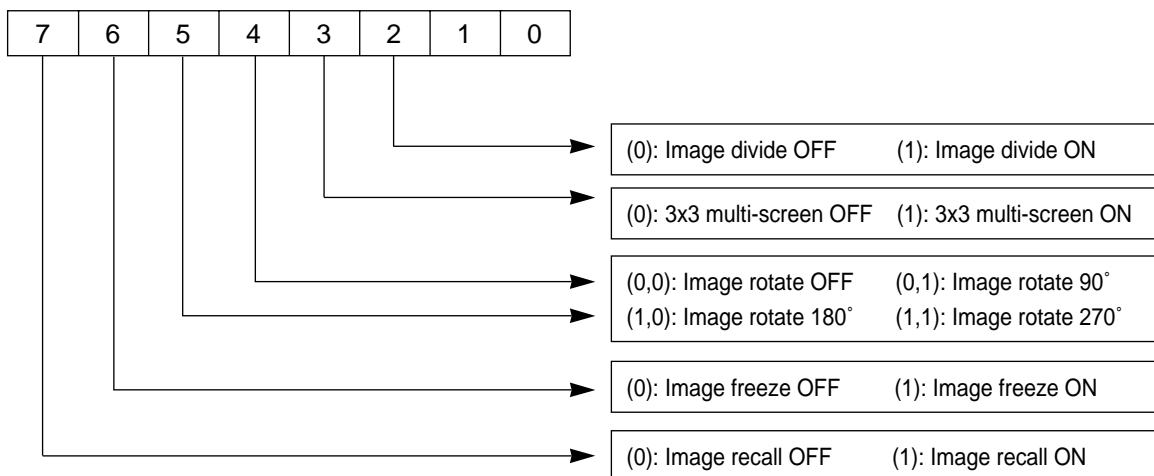 7 6 5 4 3 2 1 0
(0): Image divide OFF (1): Image divide ON
(0): 3x3 multi-screen OFF (1): 3x3 multi-screen ON
(0,0): Image rotate OFF (0,1): Image rotate 90˚
(1,0): Image rotate 180˚ (1,1): Image rotate 270˚
(0): Image freeze OFF (1): Image freeze ON
(0): Image recall OFF (1): Image recall ON